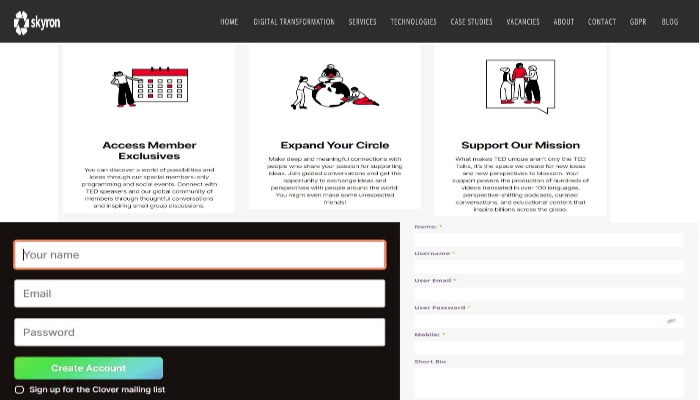 skyron
HOME DIGITAL TRANSFORMATION SERVICES TECHNOLOGIES CASE STUDIES VACANCIES ABOUT CONTACT GDPR BLOG
Access Member
Exclusives
You can discover a world of possibilities and
ideas through our special members-only
programming and social events. Connect with
TED speakers and our global community of
members through thoughtful conversations
and inspiring small group discussions.
Expand Your Circle
Make deep and meaningful connections with
people who share your passion for supporting
ideas. Join guided conversations and get the
opportunity to exchange ideas and
perspectives with people around the world.
You might even make some unexpected
friends!
Support Our Mission
What makes TED unique aren't only the TED
Talks, it's the space we create for new ideas
and new perspectives to blossom. Your
support powers the production of hundreds of
videos translated in over 100 languages,
perspective-shifting podcasts, curated
conversations, and educational content that
inspire billions across the globe.
Your name
Email
Password
Create Account
Sign up for the Clover mailing list
Name: *
Username *
User Email *
User Password *
Mobile: *
Short Bio